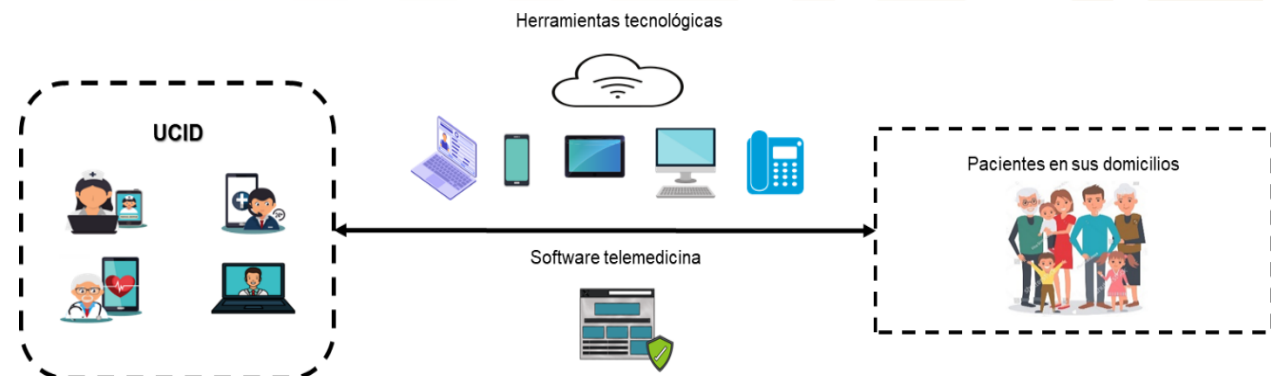 Herramientas tecnológicas
UCID
Pacientes en sus domicilios
Software telemedicina